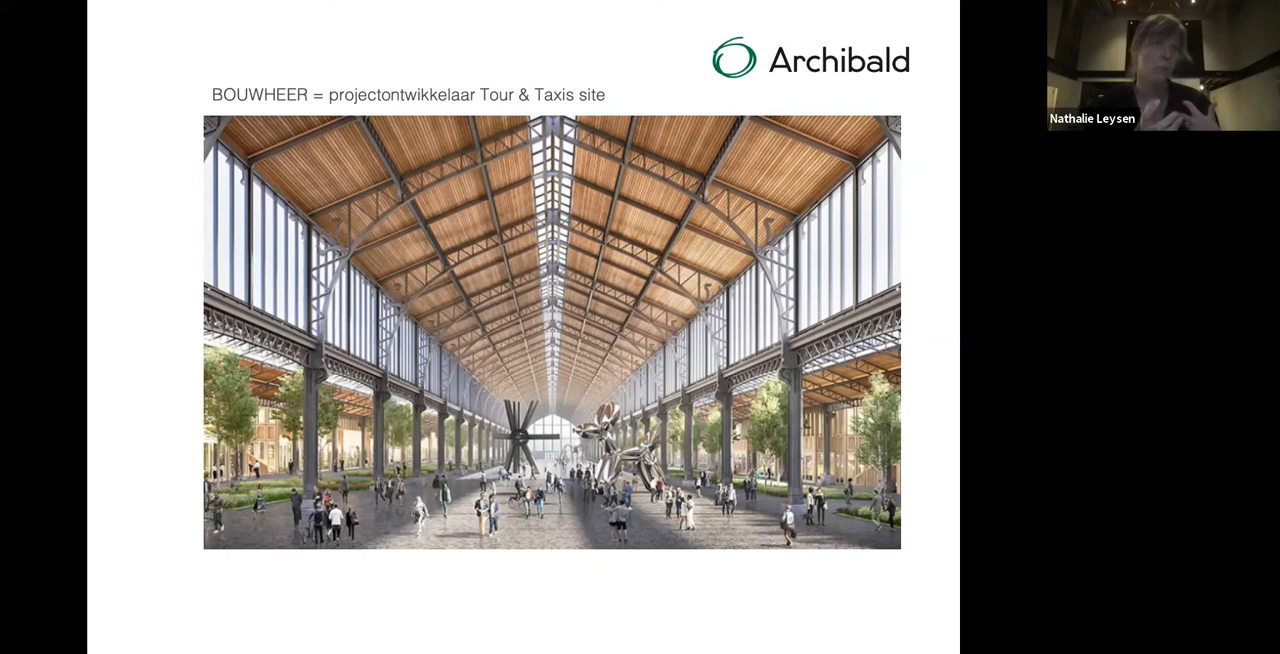 Archibald
BOUWHEER = projectontwikkelaar Tour & Taxis site
Nathalie Leysen